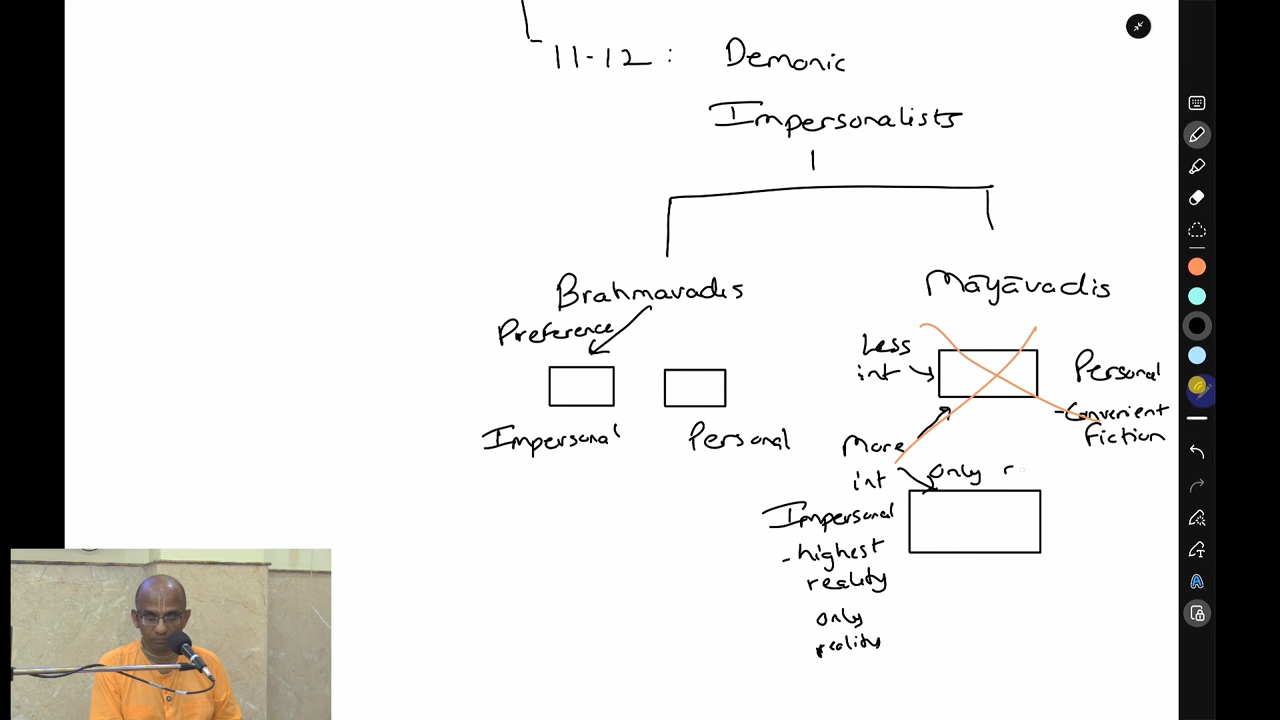 11-12 : Demonic
Impersonalists
Brahmavadis
Māyāvadis
Preference
Impersonal
Personal
Less
int
Personal
- Convenient
Fiction
More
int
Only r
Impersonal
- highest
reality
only
reality